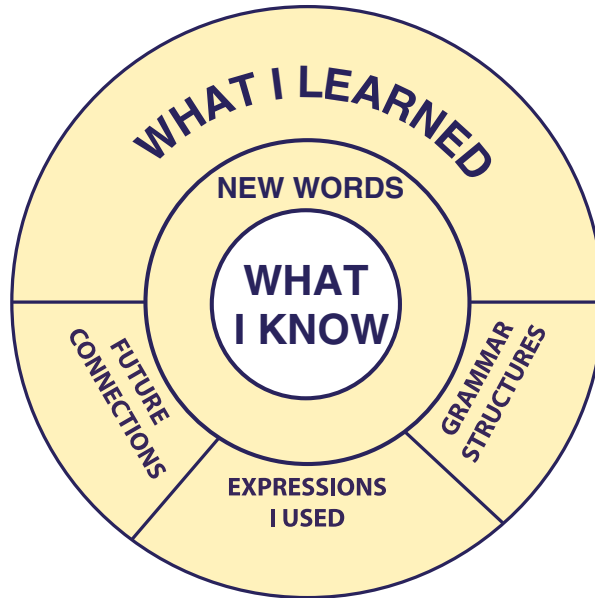 WHAT I LEARNED
NEW WORDS
WHAT
I KNOW
FUTURE
CONNECTIONS
EXPRESSIONS
I USED
GRAMMAR
STRUCTURES